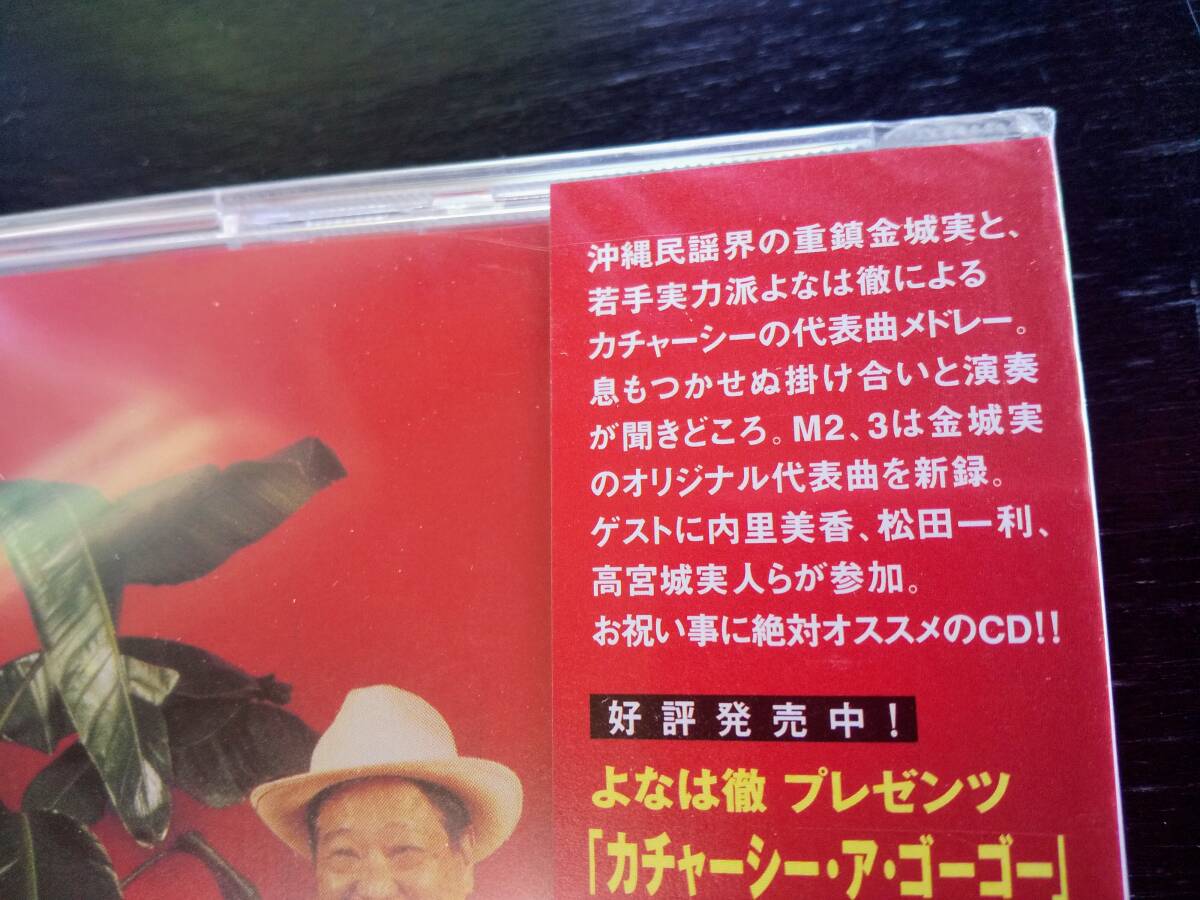 沖縄民謡界の重鎮金城実と、
若手実力派よなは徹による
カチャーシーの代表曲メドレー。
息もつかせぬ掛け合いと演奏
が聞きどころ。M2、3は金城実
のオリジナル代表曲を新録。
ゲストに内里美香、松田一利、
高宮城実人らが参加。
お祝い事に絶対オススメのCD!!
好評発売中!
よなは徹 プレゼンツ
「カチャーシー・ア・ゴーゴー」